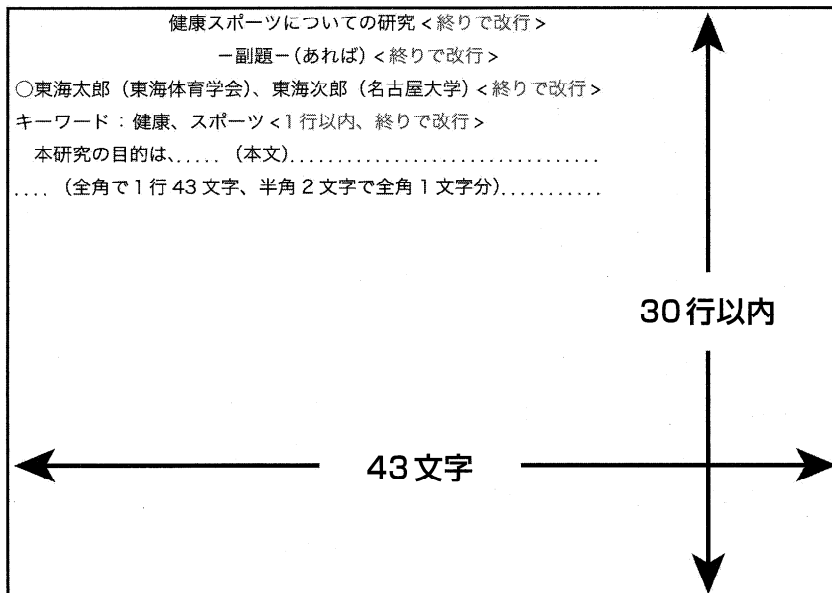 健康スポーツについての研究<終りで改行>
－副題－(あれば)<終りで改行>
○東海太郎（東海体育学会）、東海次郎（名古屋大学）<終りで改行>
キーワード：健康、スポーツ<1行以内、終りで改行>
本研究の目的は、.....（本文）.................................
....（全角で1行43文字、半角2文字で全角1文字分）...........
30行以内
43文字